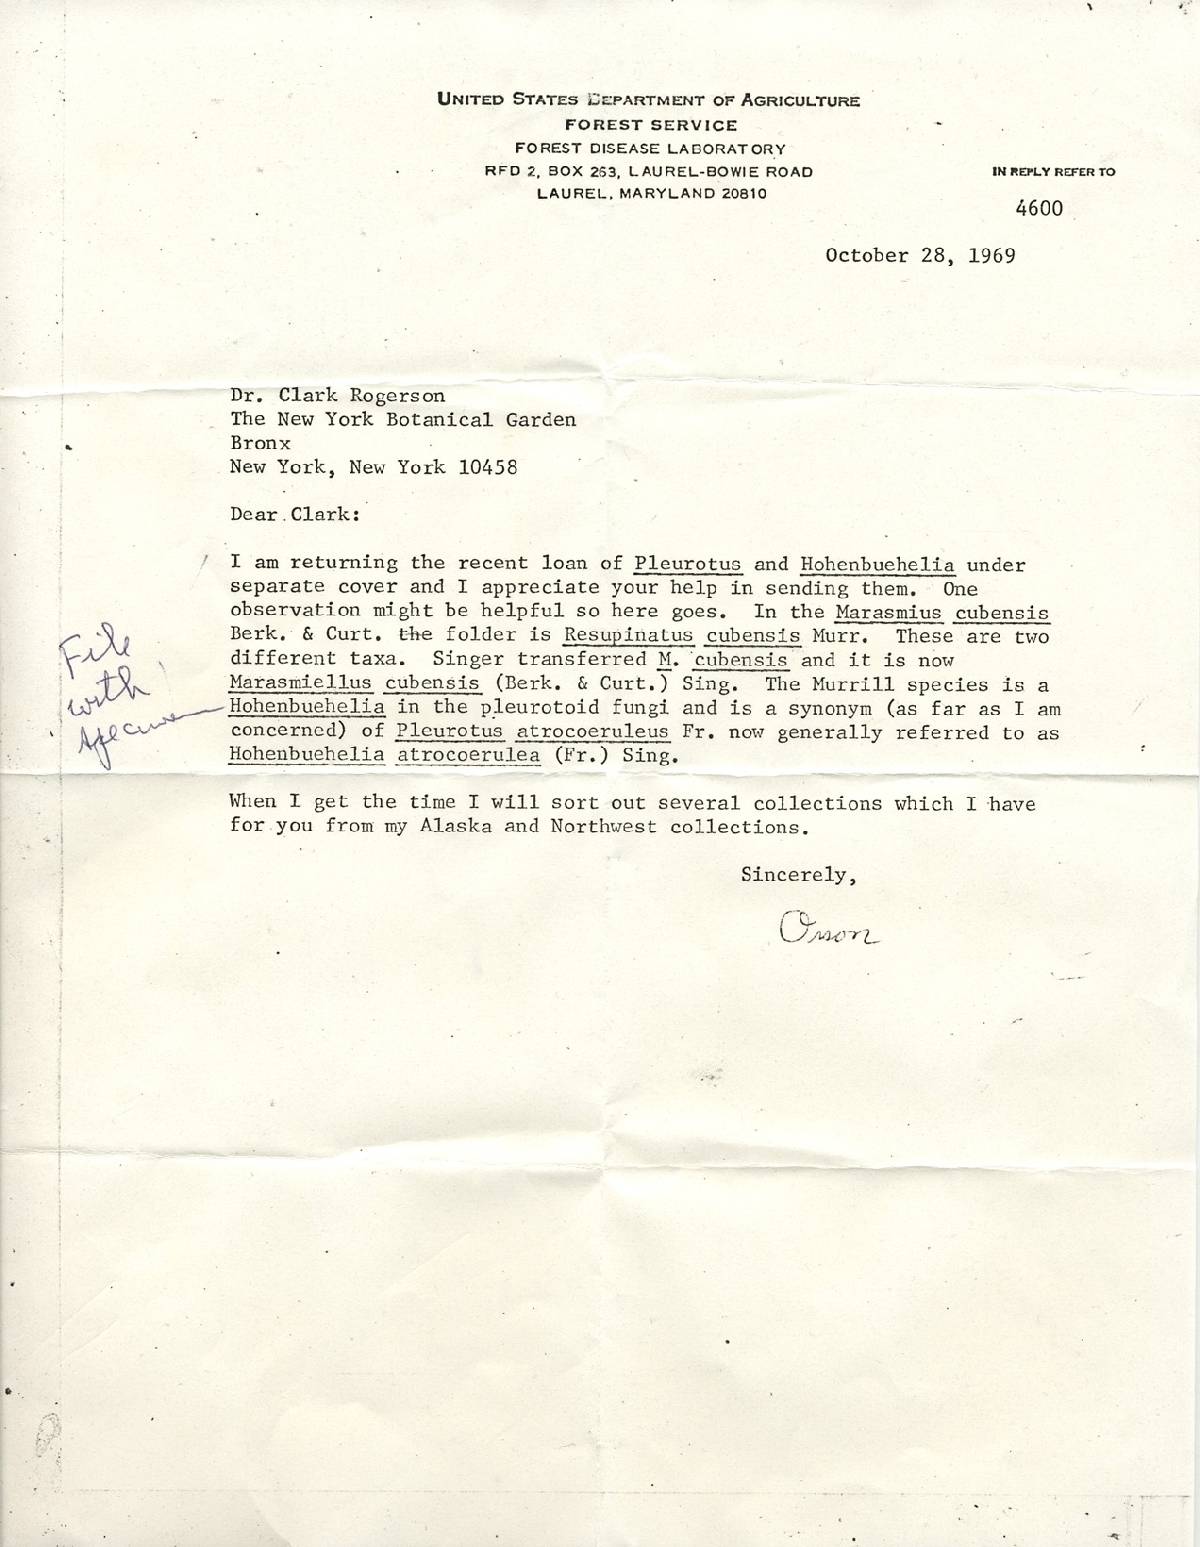 UNITED STATES DEPARTMENT OF AGRICULTURE
FOREST SERVICE
FOREST DISEASE LABORATORY
RFD 2, BOX 263, LAUREL-BOWIE ROAD
LAUREL, MARYLAND 20810
IN REPLY REFER TO
4600
October 28, 1969
Dr. Clark Rogerson
The New York Botanical Garden
Bronx
New York, New York 10458
Dear Clark:
I am returning the recent loan of Pleurotus and Hohenbuehelia under
separate cover and I appreciate your help in sending them. One
observation might be helpful so here goes. In the Marasmius cubensis
Berk. & Curt. the folder is Resupinatus cubensis Murr. These are two
different taxa. Singer transferred M. cubensis and it is now
Marasmiellus cubensis (Berk. & Curt.) Sing. The Murrill species is a
Hohenbuehelia in the pleurotoid fungi and is a synonym (as far as I am
concerned) of Pleurotus atrocoeruleus Fr. now generally referred to as
Hohenbuehelia atrocoerulea (Fr.) Sing.
File
with
specimen
When I get the time I will sort out several collections which I have
for you from my Alaska and Northwest collections.
Sincerely,
Orson